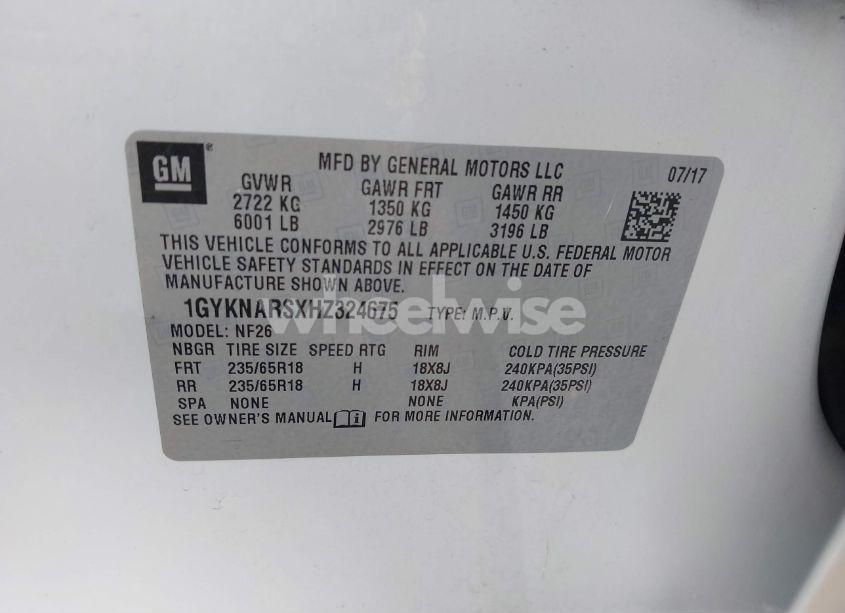 GM ®
MFD BY GENERAL MOTORS LLC
07/17
GVWR GAWR FRT GAWR RR
2722 KG 1350 KG 1450 KG
6001 LB 2976 LB 3196 LB
THIS VEHICLE CONFORMS TO ALL APPLICABLE U.S. FEDERAL MOTOR
VEHICLE SAFETY STANDARDS IN EFFECT ON THE DATE OF
MANUFACTURE SHOWN ABOVE.
wheelwise
1GYKNARSXHZ324675 TYPE: M.P.V.
MODEL: NF26
NBGR TIRE SIZE SPEED RTG RIM COLD TIRE PRESSURE
FRT 235/65R18 H 18X8J 240KPA(35PSI)
RR 235/65R18 H 18X8J 240KPA(35PSI)
SPA NONE NONE KPA(PSI)
SEE OWNER'S MANUAL i FOR MORE INFORMATION.